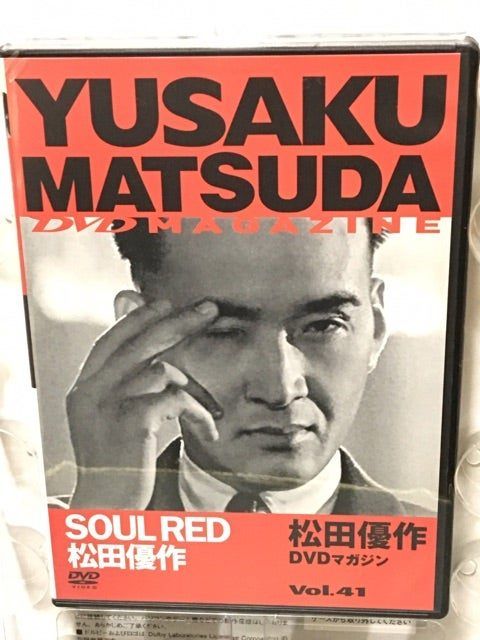 YUSAKU
MATSUDA
DVD MAGAZINE
SOUL RED
松田優作
DVD
VIDEO
松田優作
DVDマガジン
Vol.41